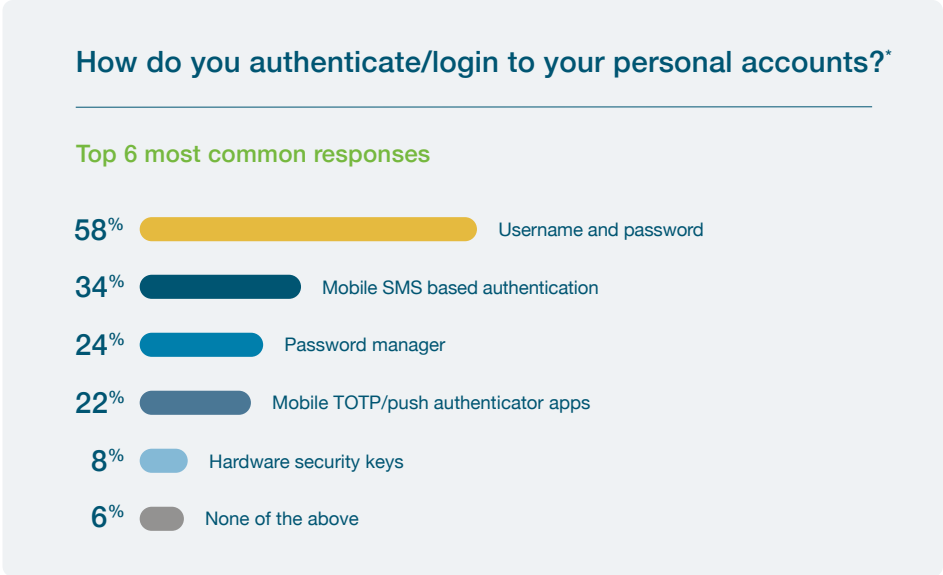 How do you authenticate/login to your personal accounts?*
Top 6 most common responses
58% Username and password
34% Mobile SMS based authentication
24% Password manager
22% Mobile TOTP/push authenticator apps
8% Hardware security keys
6% None of the above